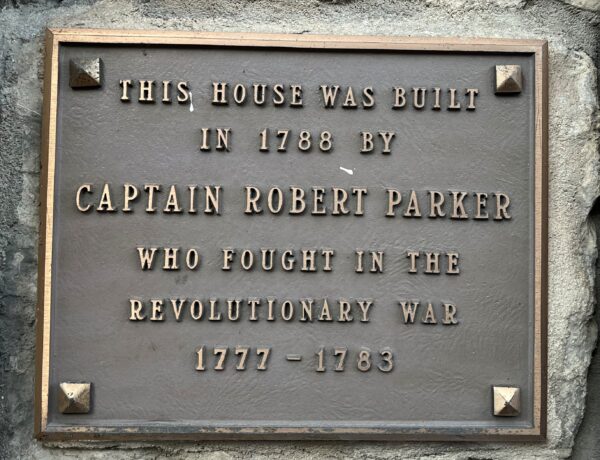 THIS HOUSE WAS BUILT
IN 1788 BY
CAPTAIN ROBERT PARKER
WHO FOUGHT IN THE
REVOLUTIONARY WAR
1777 – 1783